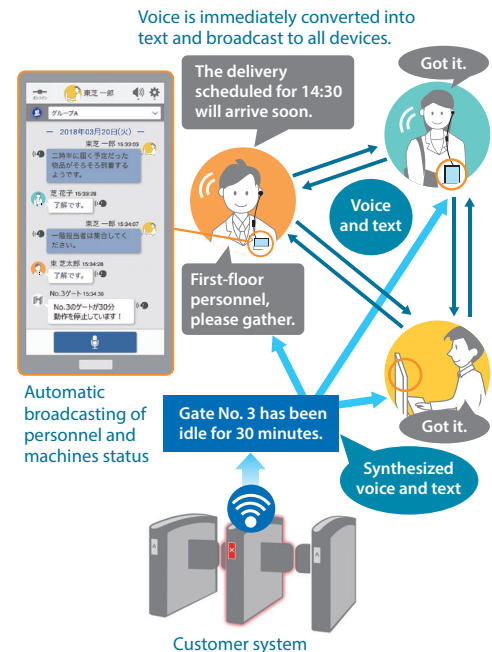 Voice is immediately converted into
text and broadcast to all devices.
東芝 一郎
グループA
2018年03月20日(火)
東芝 一郎 15:33:03
二時半に届く予定だった
物品がそろそろ到着する
ようです。
芝 花子 15:33:28
了解です。
東芝 一郎 15:34:07
一階担当者は集合してく
ださい。
東 芝太郎 15:34:28
了解です。
No.3ゲート 15:34:39
No.3のゲートが30分
動作を停止しています！
The delivery
scheduled for 14:30
will arrive soon.
Got it.
Voice
and text
First-floor
personnel,
please gather.
Automatic
broadcasting of
personnel and
machines status
Gate No. 3 has been
idle for 30 minutes.
Got it.
Synthesized
voice and text
Customer system